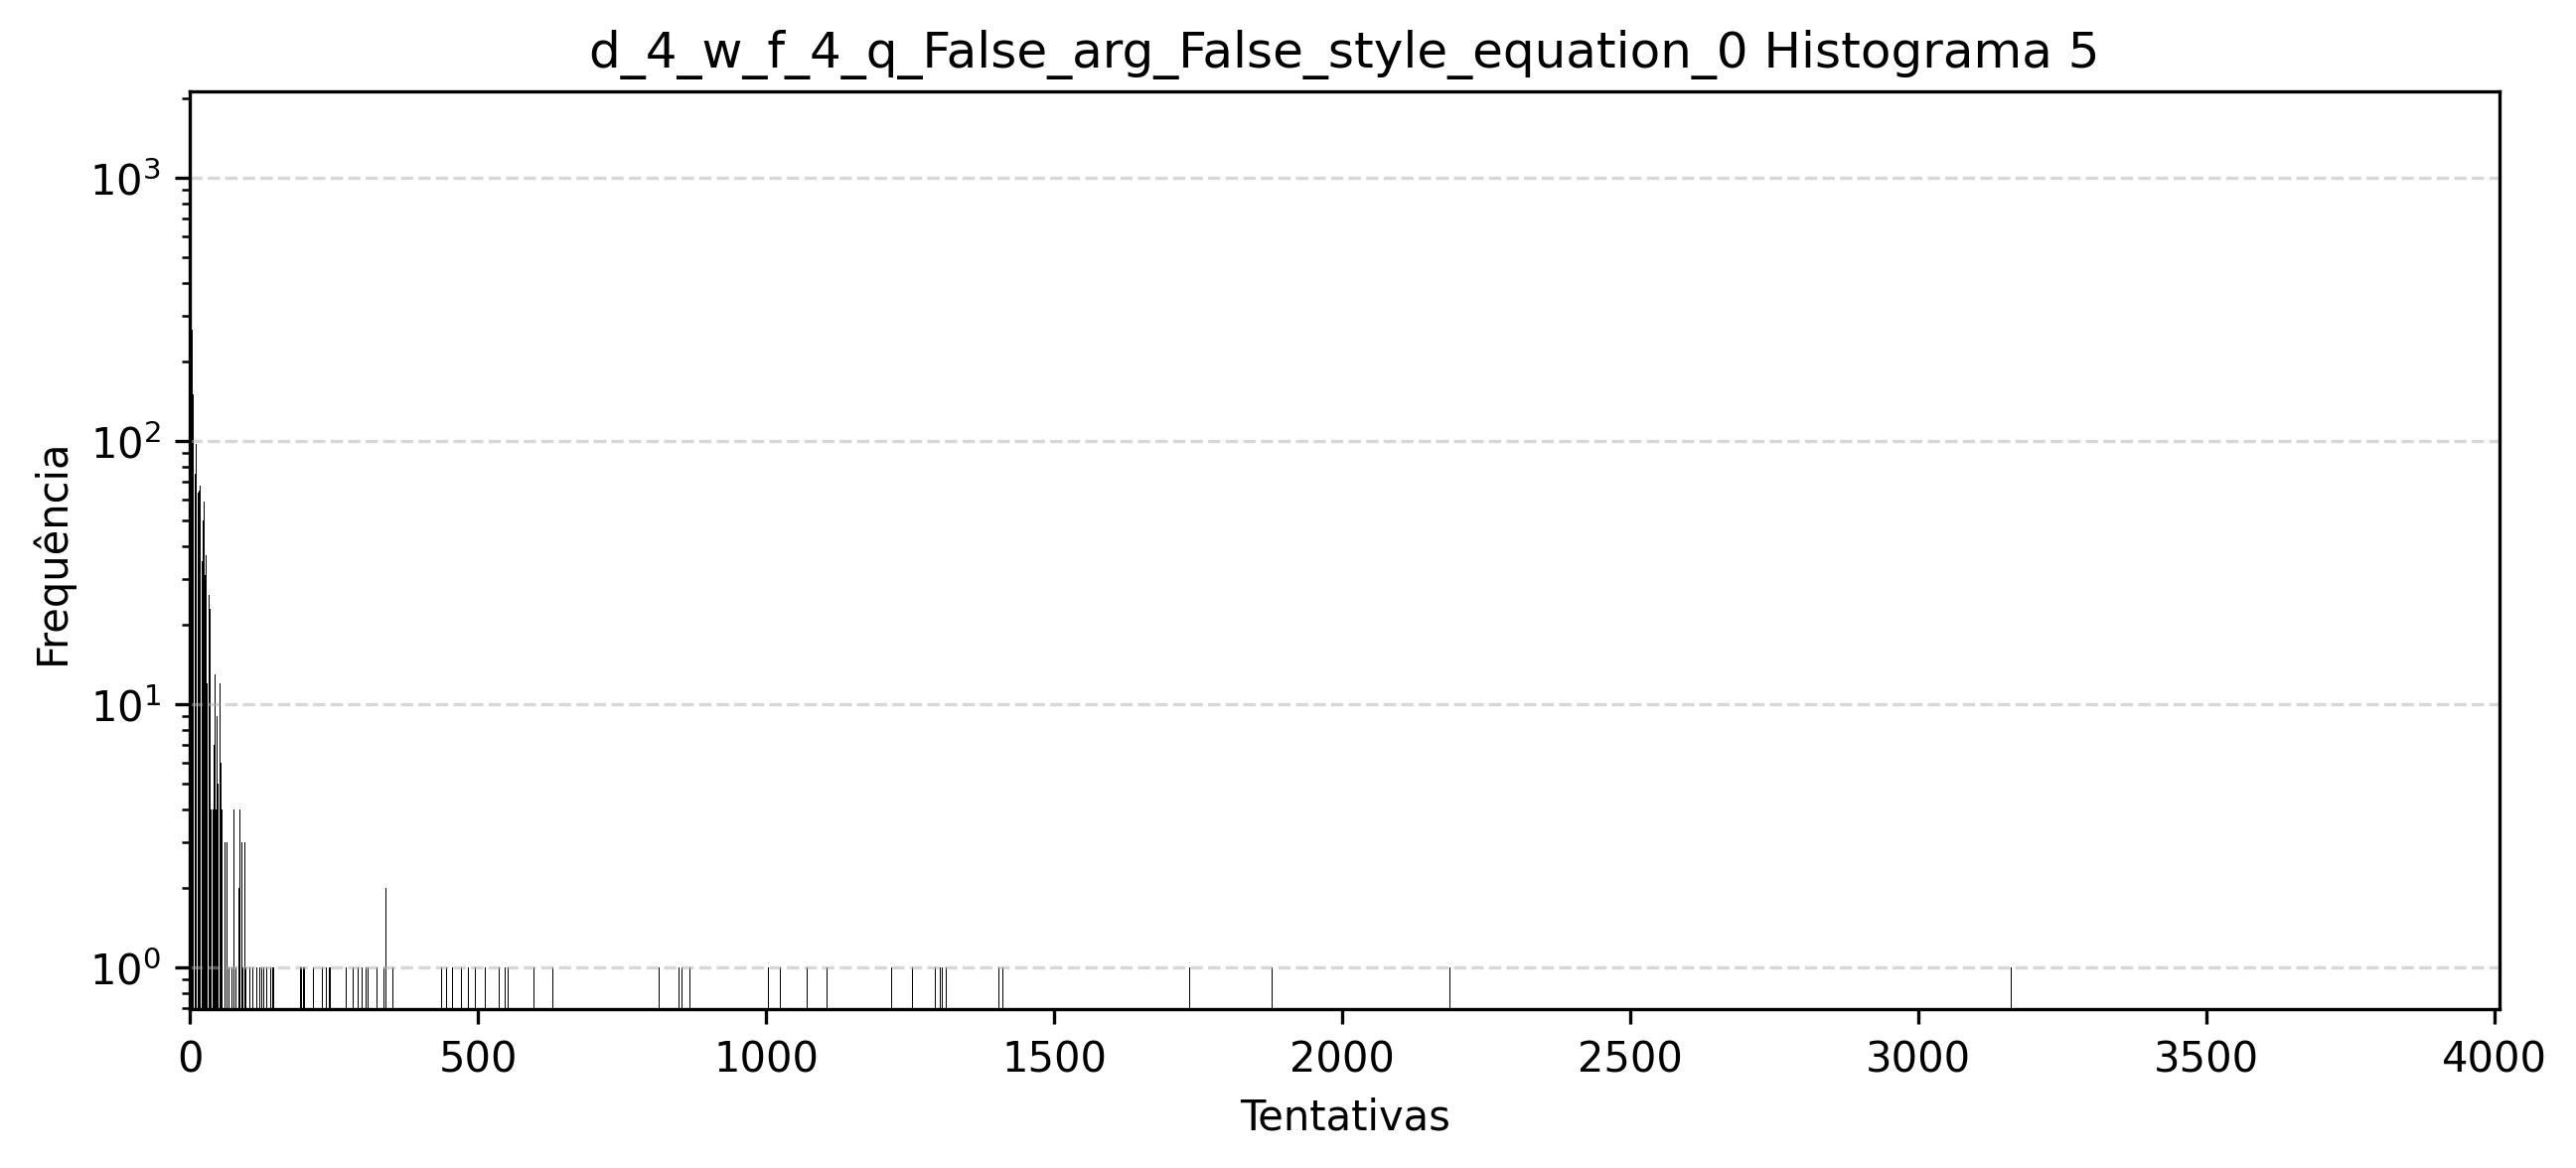 d_4_w_f_4_q_False_arg_False_style_equation_0 Histograma 5
Frequência
10³
10²
10¹
10⁰
0 500 1000 1500 2000 2500 3000 3500 4000
Tentativas